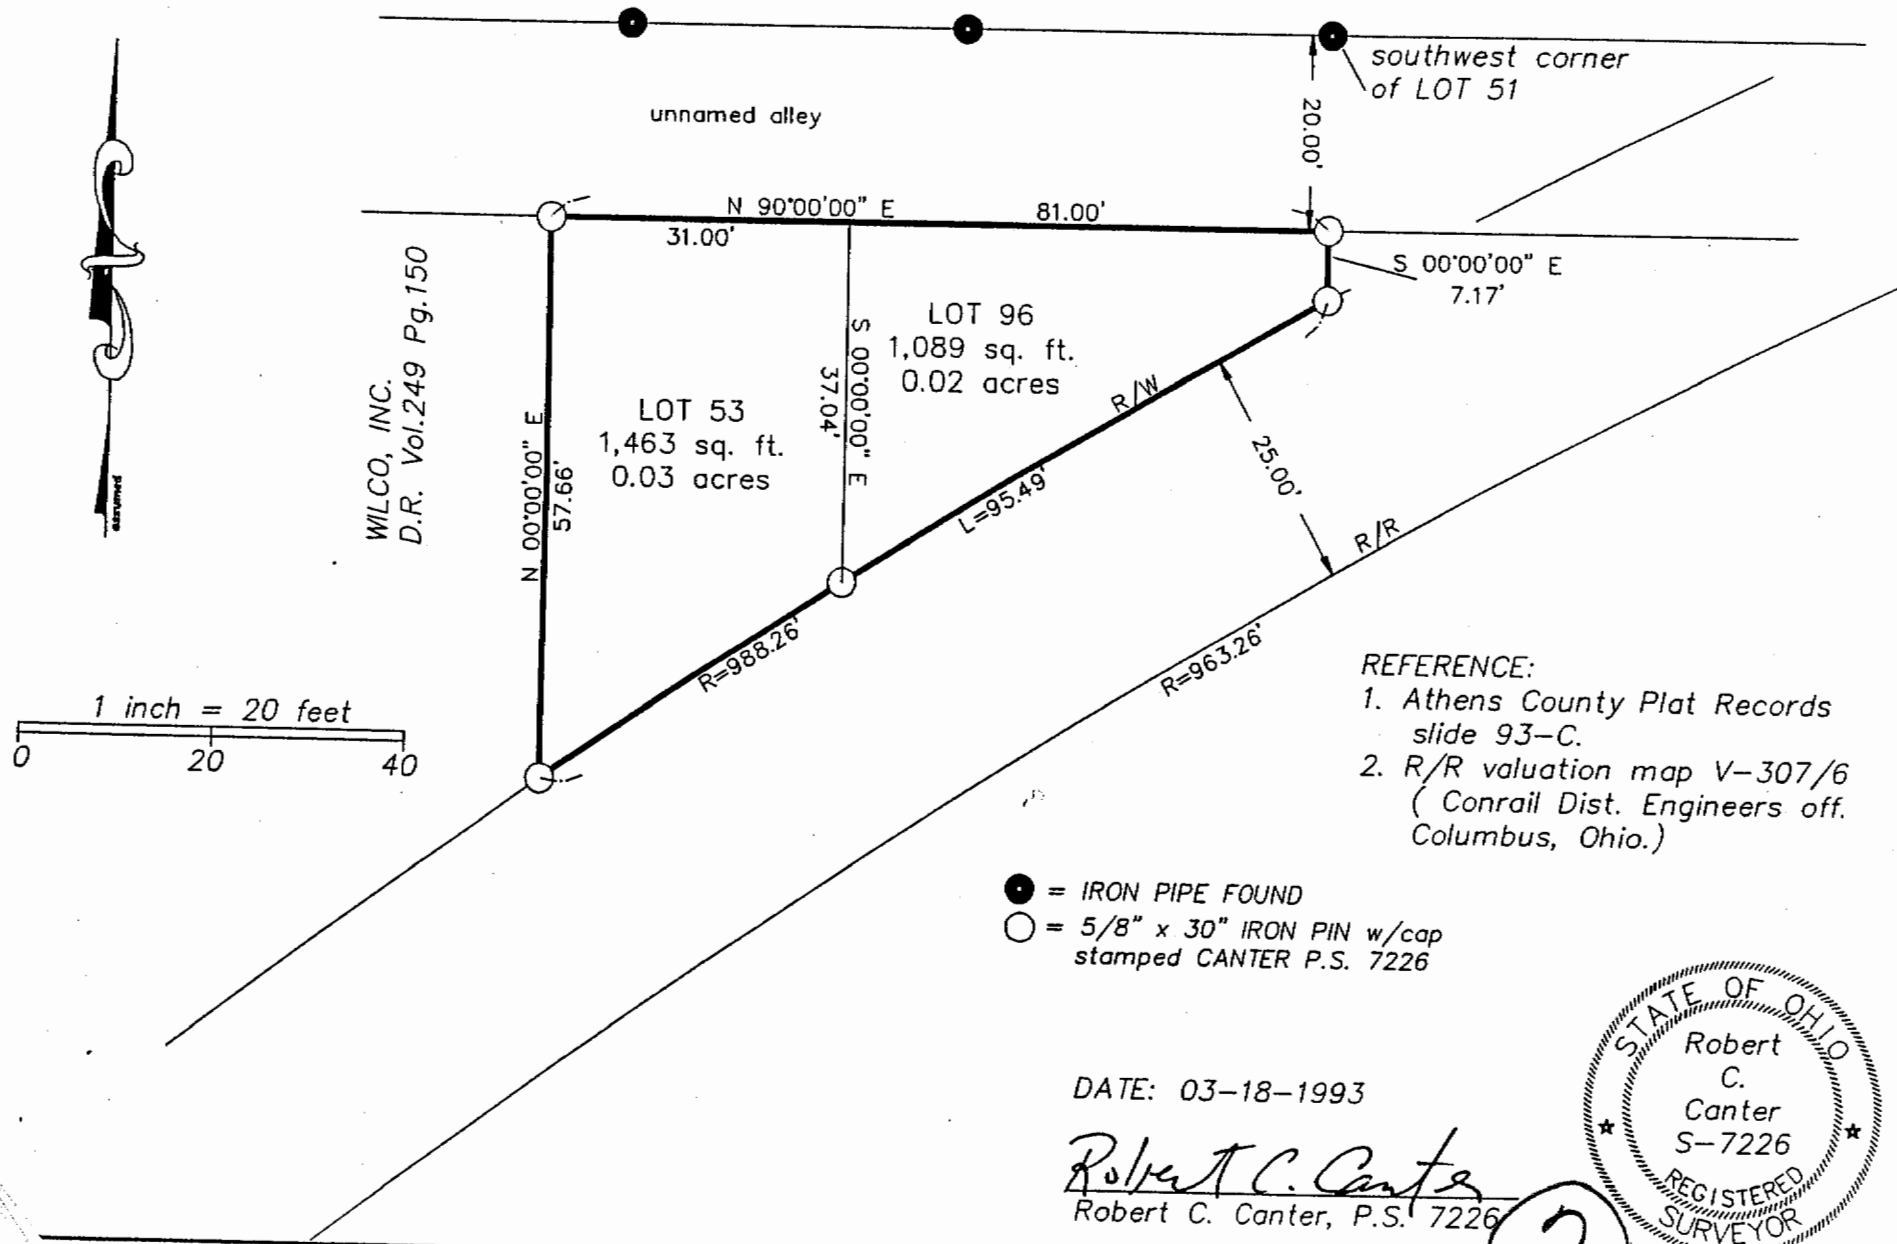 southwest corner
of LOT 51
20.00'
unnamed alley
N 90°00'00" E
81.00'
31.00'
S 00°00'00" E
7.17'
WILCO, INC.
D.R. Vol.249 Pg.150
N 00°00'00" E
57.66'
LOT 53
1,463 sq. ft.
0.03 acres
S 00°00'00" E
37.04'
LOT 96
1,089 sq. ft.
0.02 acres
R/W
L=95.49'
25.00'
R/R
R=988.26'
R=963.26'
assumed
1 inch = 20 feet
0 20 40
REFERENCE:
1. Athens County Plat Records
slide 93-C.
2. R/R valuation map V-307/6
( Conrail Dist. Engineers off.
Columbus, Ohio.)
= IRON PIPE FOUND
= 5/8" x 30" IRON PIN w/cap
stamped CANTER P.S. 7226
DATE: 03-18-1993
Robert C. Canter
Robert C. Canter, P.S. 7226
2
STATE OF OHIO
Robert
C.
Canter
S-7226
REGISTERED
SURVEYOR